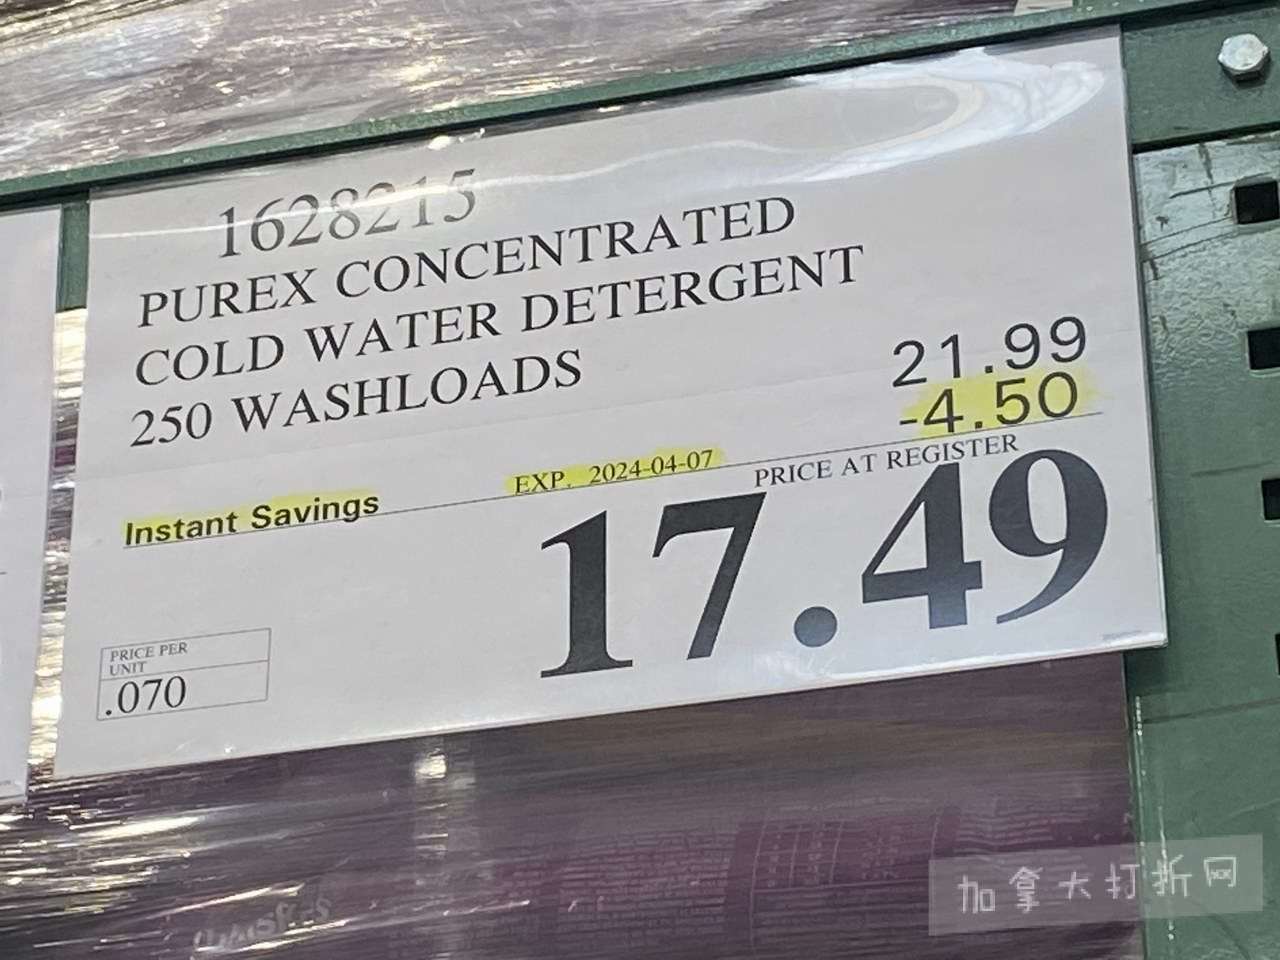 1628215
PUREX CONCENTRATED
COLD WATER DETERGENT
250 WASHLOADS
21.99
-4.50
Instant Savings
EXP. 2024-04-07
PRICE AT REGISTER
17.49
PRICE PER
UNIT
.070
加拿大打折网